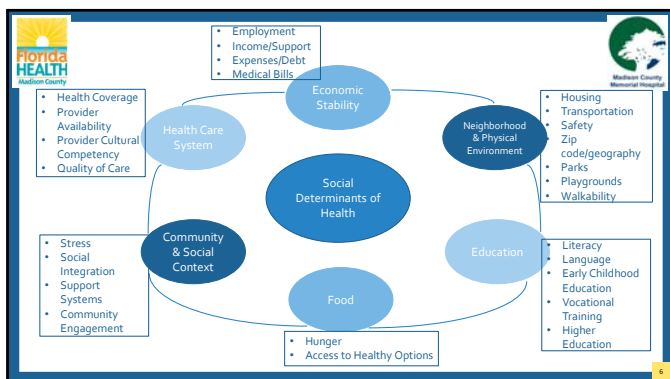 Florida
HEALTH
Madison County
• Employment
• Income/Support
• Expenses/Debt
• Medical Bills
Madison County
Memorial Hospital
Economic
Stability
• Health Coverage
• Provider
Availability
• Provider Cultural
Competency
• Quality of Care
Health Care
System
Neighborhood
& Physical
Environment
• Housing
• Transportation
• Safety
• Zip
code/geography
• Parks
• Playgrounds
• Walkability
Social
Determinants of
Health
• Stress
• Social
Integration
• Support
Systems
• Community
Engagement
Community
& Social
Context
Education
• Literacy
• Language
• Early Childhood
Education
• Vocational
Training
• Higher
Education
Food
• Hunger
• Access to Healthy Options
6